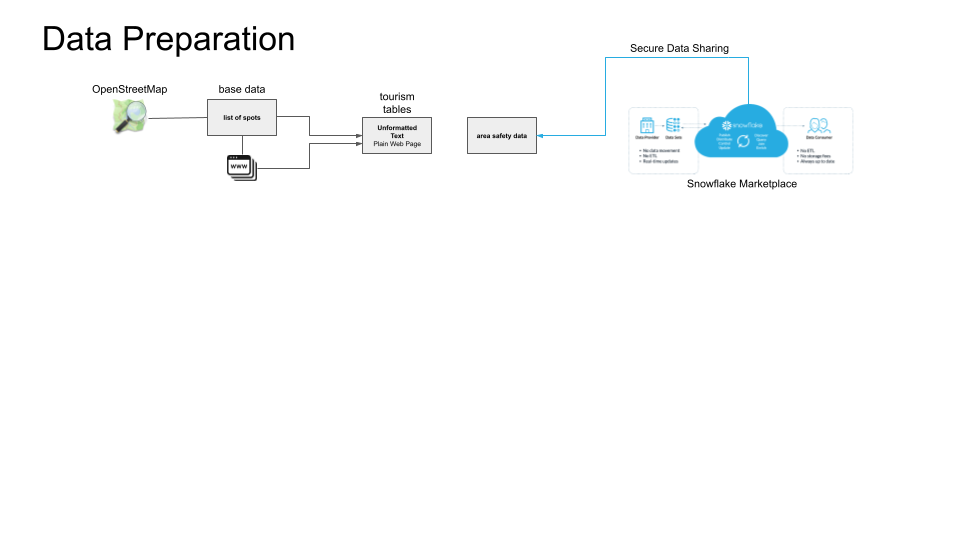 Data Preparation
Secure Data Sharing
OpenStreetMap
base data
tourism
tables
list of spots
Unformatted
Text
Plain Web Page
area safety data
www
snowflake
Data Provider
Data Sets
Data Consumer
• No data movement
• No ETL
• Real-time updates
• No ETL
• No storage fees
• Always up to date
Snowflake Marketplace